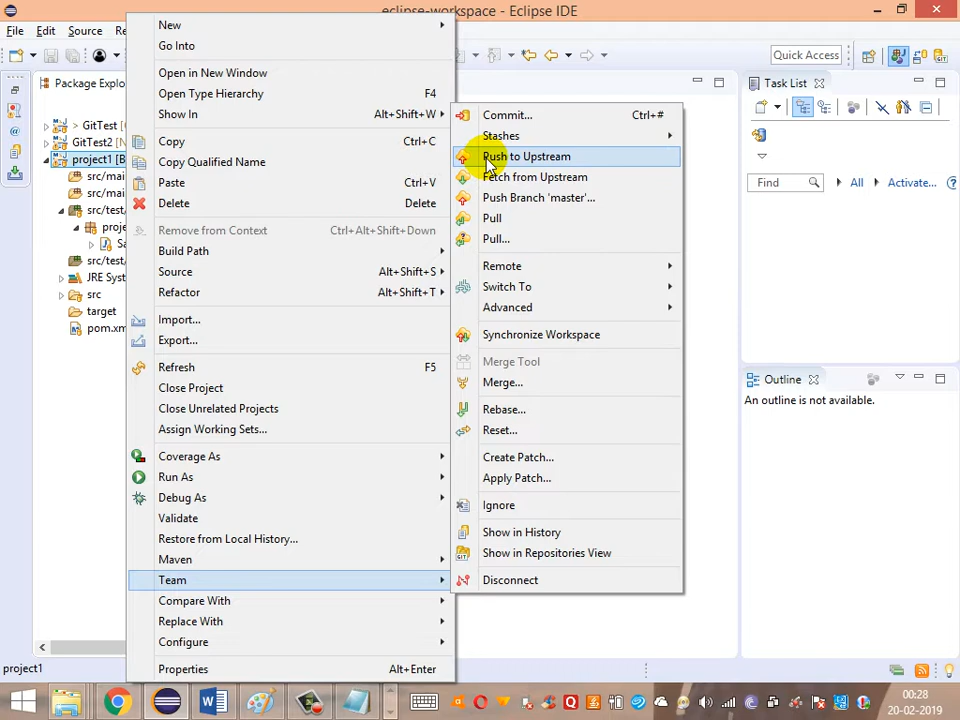 eclipse-workspace - Eclipse IDE
File Edit Source
Quick Access
Package Explo
> GitTest
GitTest2
project1 [B
src/mai
src/mai
src/test/
proje
Sa
src/test/
JRE Syst
src
target
pom.xm
New
Go Into
Open in New Window
Open Type Hierarchy F4
Show In Alt+Shift+W
Copy Ctrl+C
Copy Qualified Name
Paste Ctrl+V
Delete Delete
Remove from Context Ctrl+Alt+Shift+Down
Build Path
Source Alt+Shift+S
Refactor Alt+Shift+T
Import...
Export...
Refresh F5
Close Project
Close Unrelated Projects
Assign Working Sets...
Coverage As
Run As
Debug As
Validate
Restore from Local History...
Maven
Team
Compare With
Replace With
Configure
Properties Alt+Enter
Commit... Ctrl+#
Stashes
Push to Upstream
Fetch from Upstream
Push Branch 'master'...
Pull
Pull...
Remote
Switch To
Advanced
Synchronize Workspace
Merge Tool
Merge...
Rebase...
Reset...
Create Patch...
Apply Patch...
Ignore
Show in History
Show in Repositories View
Disconnect
Task List
Find All Activate...
Outline
An outline is not available.
project1
00:28
20-02-2019